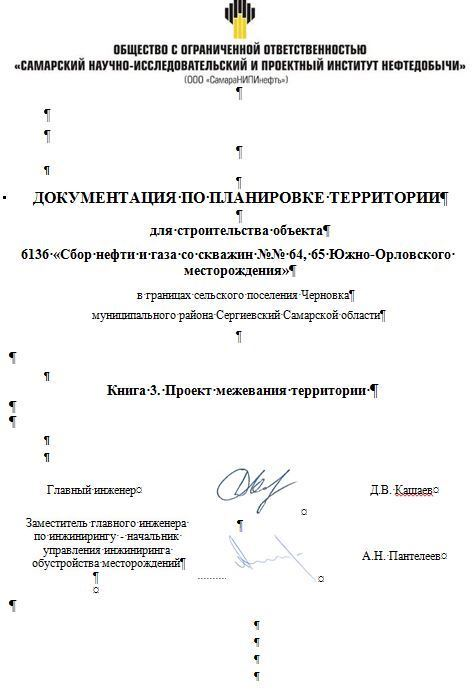 ОБЩЕСТВО С ОГРАНИЧЕННОЙ ОТВЕТСТВЕННОСТЬЮ
«САМАРСКИЙ НАУЧНО-ИССЛЕДОВАТЕЛЬСКИЙ И ПРОЕКТНЫЙ ИНСТИТУТ НЕФТЕДОБЫЧИ»
(ООО «СамараНИПИнефть»)
ДОКУМЕНТАЦИЯ ПО ПЛАНИРОВКЕ ТЕРРИТОРИИ
для строительства объекта
6136 «Сбор нефти и газа со скважин №№ 64, 65 Южно-Орловского
месторождения»
в границах сельского поселения Черновка
муниципального района Сергиевский Самарской области
Книга 3. Проект межевания территории
Главный инженер
Д.В. Кашаев
Заместитель главного инженера
по инжинирингу - начальник
управления инжиниринга
обустройства месторождений
А.Н. Пантелеев